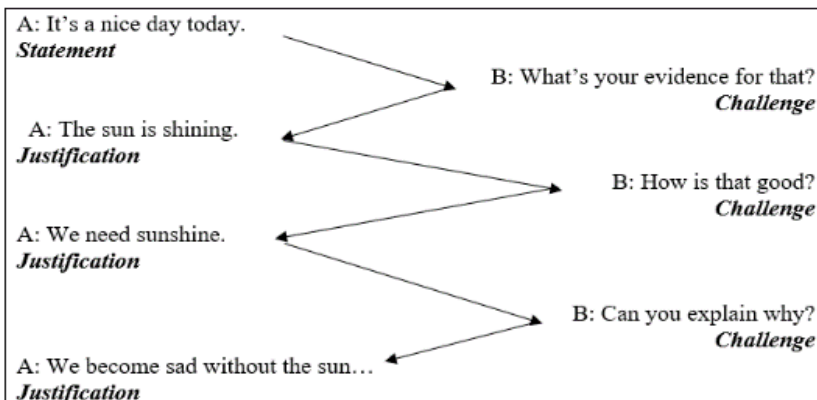 A: It’s a nice day today.
Statement
B: What’s your evidence for that?
Challenge
A: The sun is shining.
Justification
B: How is that good?
Challenge
A: We need sunshine.
Justification
B: Can you explain why?
Challenge
A: We become sad without the sun…
Justification